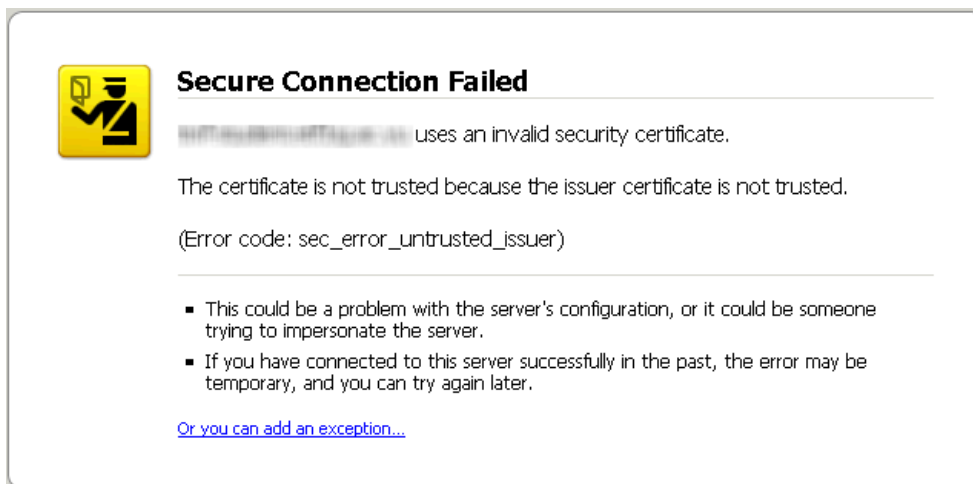 Secure Connection Failed
uses an invalid security certificate.
The certificate is not trusted because the issuer certificate is not trusted.
(Error code: sec_error_untrusted_issuer)
▪ This could be a problem with the server's configuration, or it could be someone
trying to impersonate the server.
▪ If you have connected to this server successfully in the past, the error may be
temporary, and you can try again later.
Or you can add an exception...